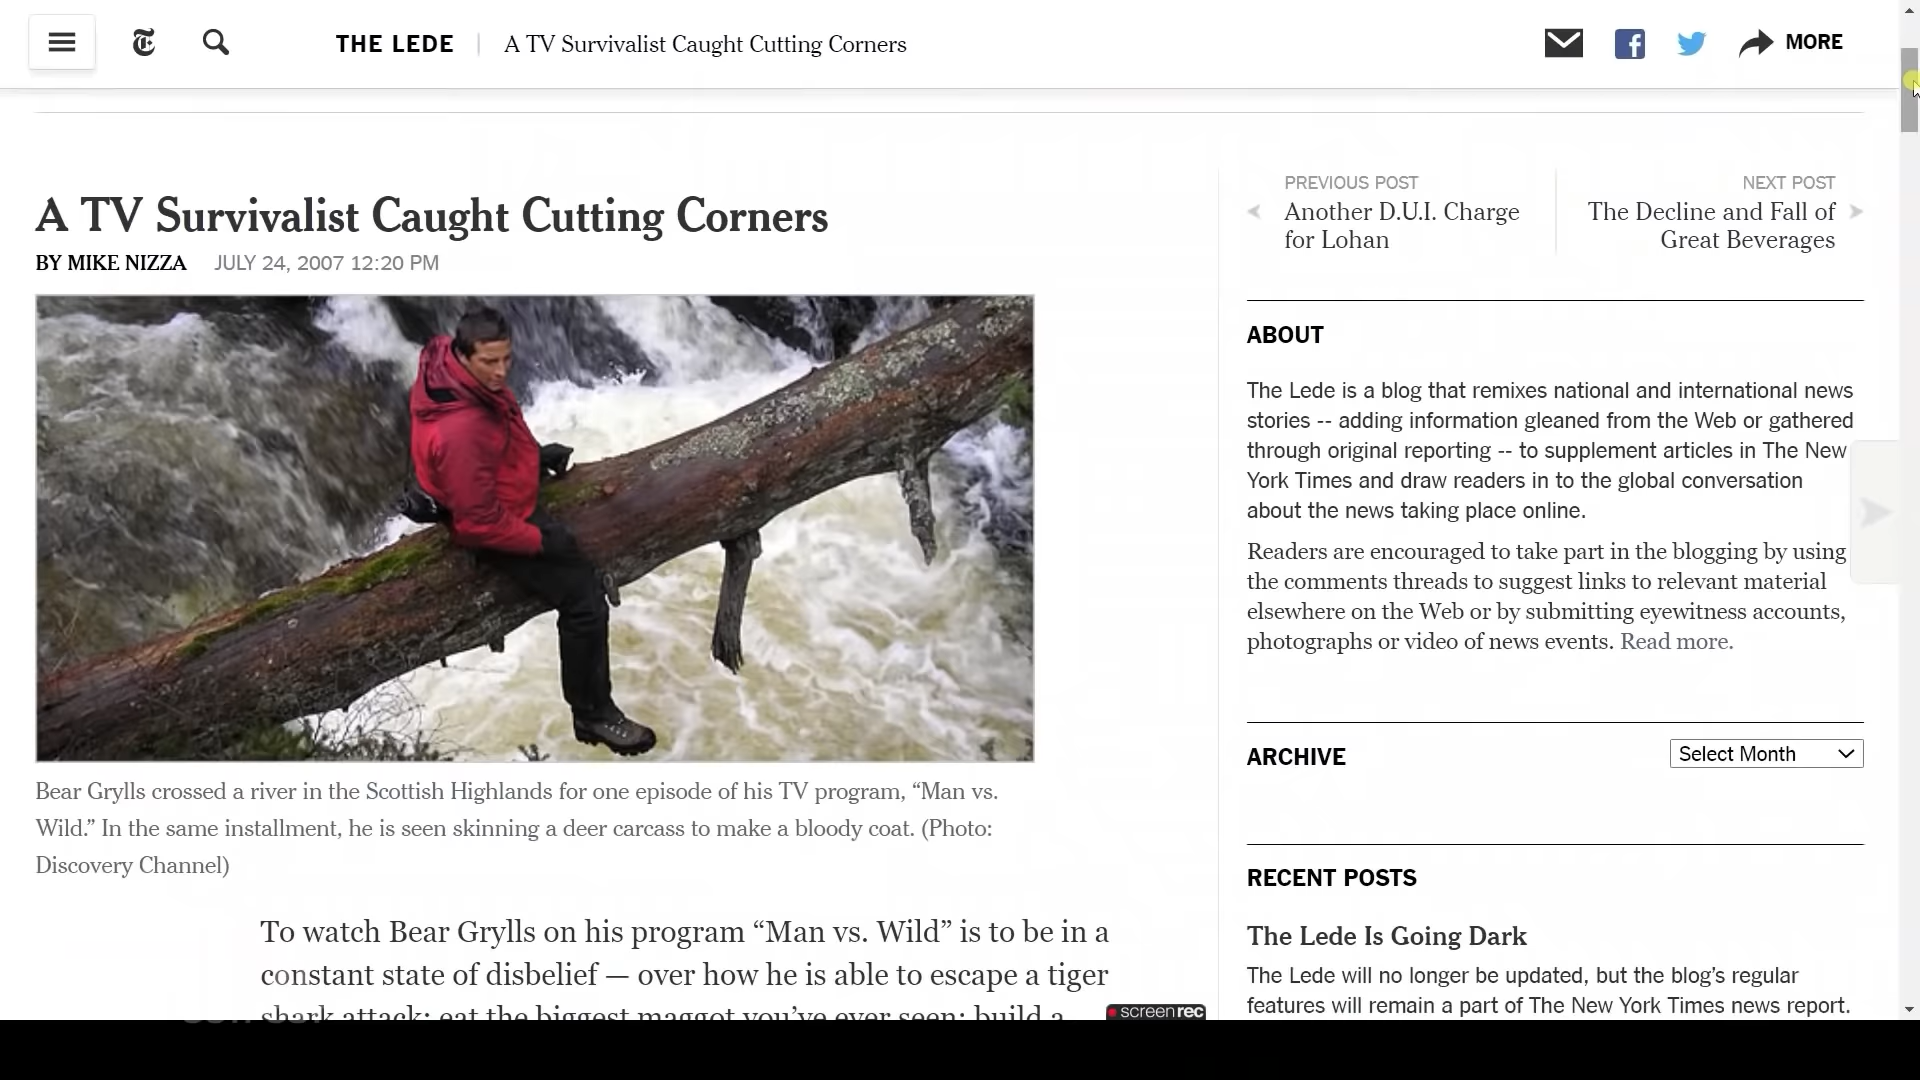 THE LEDE
A TV Survivalist Caught Cutting Corners
MORE
A TV Survivalist Caught Cutting Corners
BY MIKE NIZZA JULY 24, 2007 12:20 PM
Bear Grylls crossed a river in the Scottish Highlands for one episode of his TV program, “Man vs.
Wild.” In the same installment, he is seen skinning a deer carcass to make a bloody coat. (Photo:
Discovery Channel)
To watch Bear Grylls on his program “Man vs. Wild” is to be in a
constant state of disbelief — over how he is able to escape a tiger
shark attack; eat the biggest maggot you’ve ever seen; build a
PREVIOUS POST
Another D.U.I. Charge
for Lohan
NEXT POST
The Decline and Fall of
Great Beverages
ABOUT
The Lede is a blog that remixes national and international news
stories -- adding information gleaned from the Web or gathered
through original reporting -- to supplement articles in The New
York Times and draw readers in to the global conversation
about the news taking place online.
Readers are encouraged to take part in the blogging by using
the comments threads to suggest links to relevant material
elsewhere on the Web or by submitting eyewitness accounts,
photographs or video of news events. Read more.
ARCHIVE
Select Month
RECENT POSTS
The Lede Is Going Dark
The Lede will no longer be updated, but the blog’s regular
features will remain a part of The New York Times news report.
screenrec